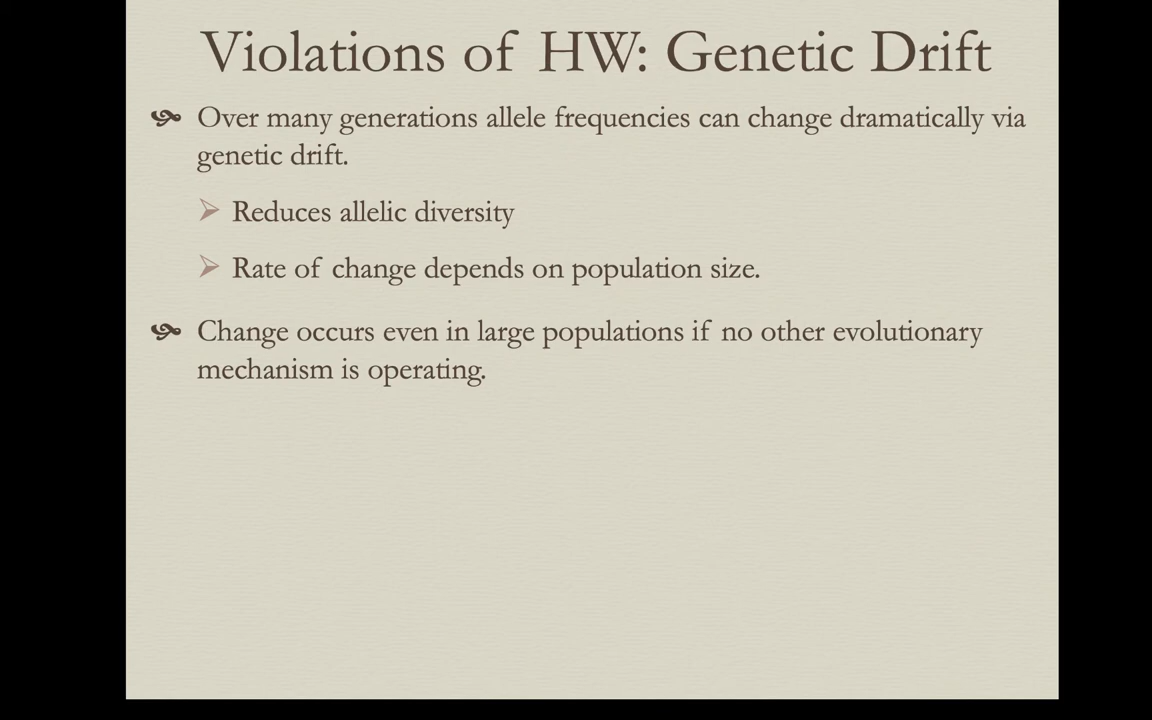 Violations of HW: Genetic Drift
Over many generations allele frequencies can change dramatically via
genetic drift.
Reduces allelic diversity
Rate of change depends on population size.
Change occurs even in large populations if no other evolutionary
mechanism is operating.